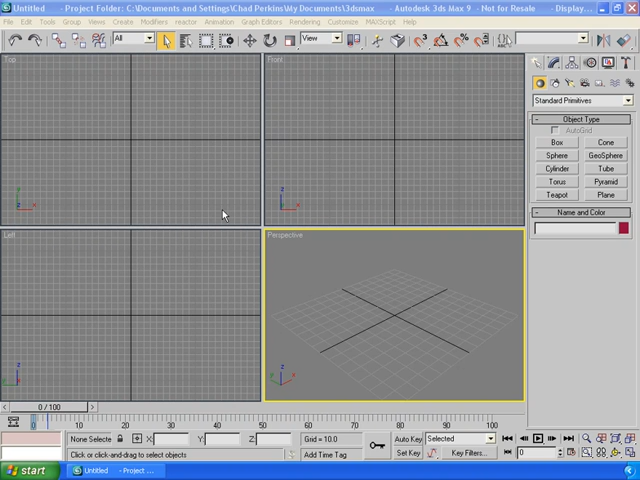 Untitled - Project Folder: C:\Documents and Settings\Chad Perkins\My Documents\3dsmax - Autodesk 3ds Max 9 - Not for Resale - Display...
File Edit Tools Group Views Create Modifiers reactor Animation Graph Editors Rendering Customize MAXScript Help
All View
Top Front
Standard Primitives
Object Type
AutoGrid
Box Cone
Sphere GeoSphere
Cylinder Tube
Torus Pyramid
Teapot Plane
Name and Color
Left Perspective
0 / 100
0 10 20 30 40 50 60 70 80 90 100
None Selecte X: Y: Z: Grid = 10.0 Auto Key Selected
Click or click-and-drag to select objects Add Time Tag Set Key Key Filters... 0
start Untitled - Project ...